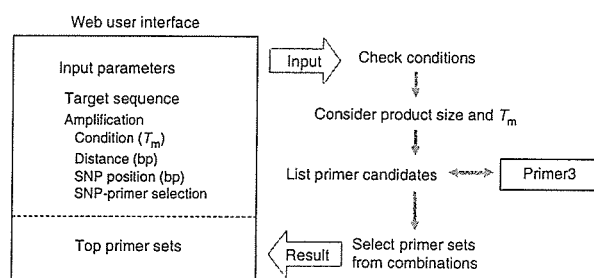 Web user interface
Input parameters
Target sequence
Amplification
Condition (Tm)
Distance (bp)
SNP position (bp)
SNP-primer selection
Top primer sets
Input
Result
Check conditions
Consider product size and Tm
List primer candidates
Primer3
Select primer sets
from combinations